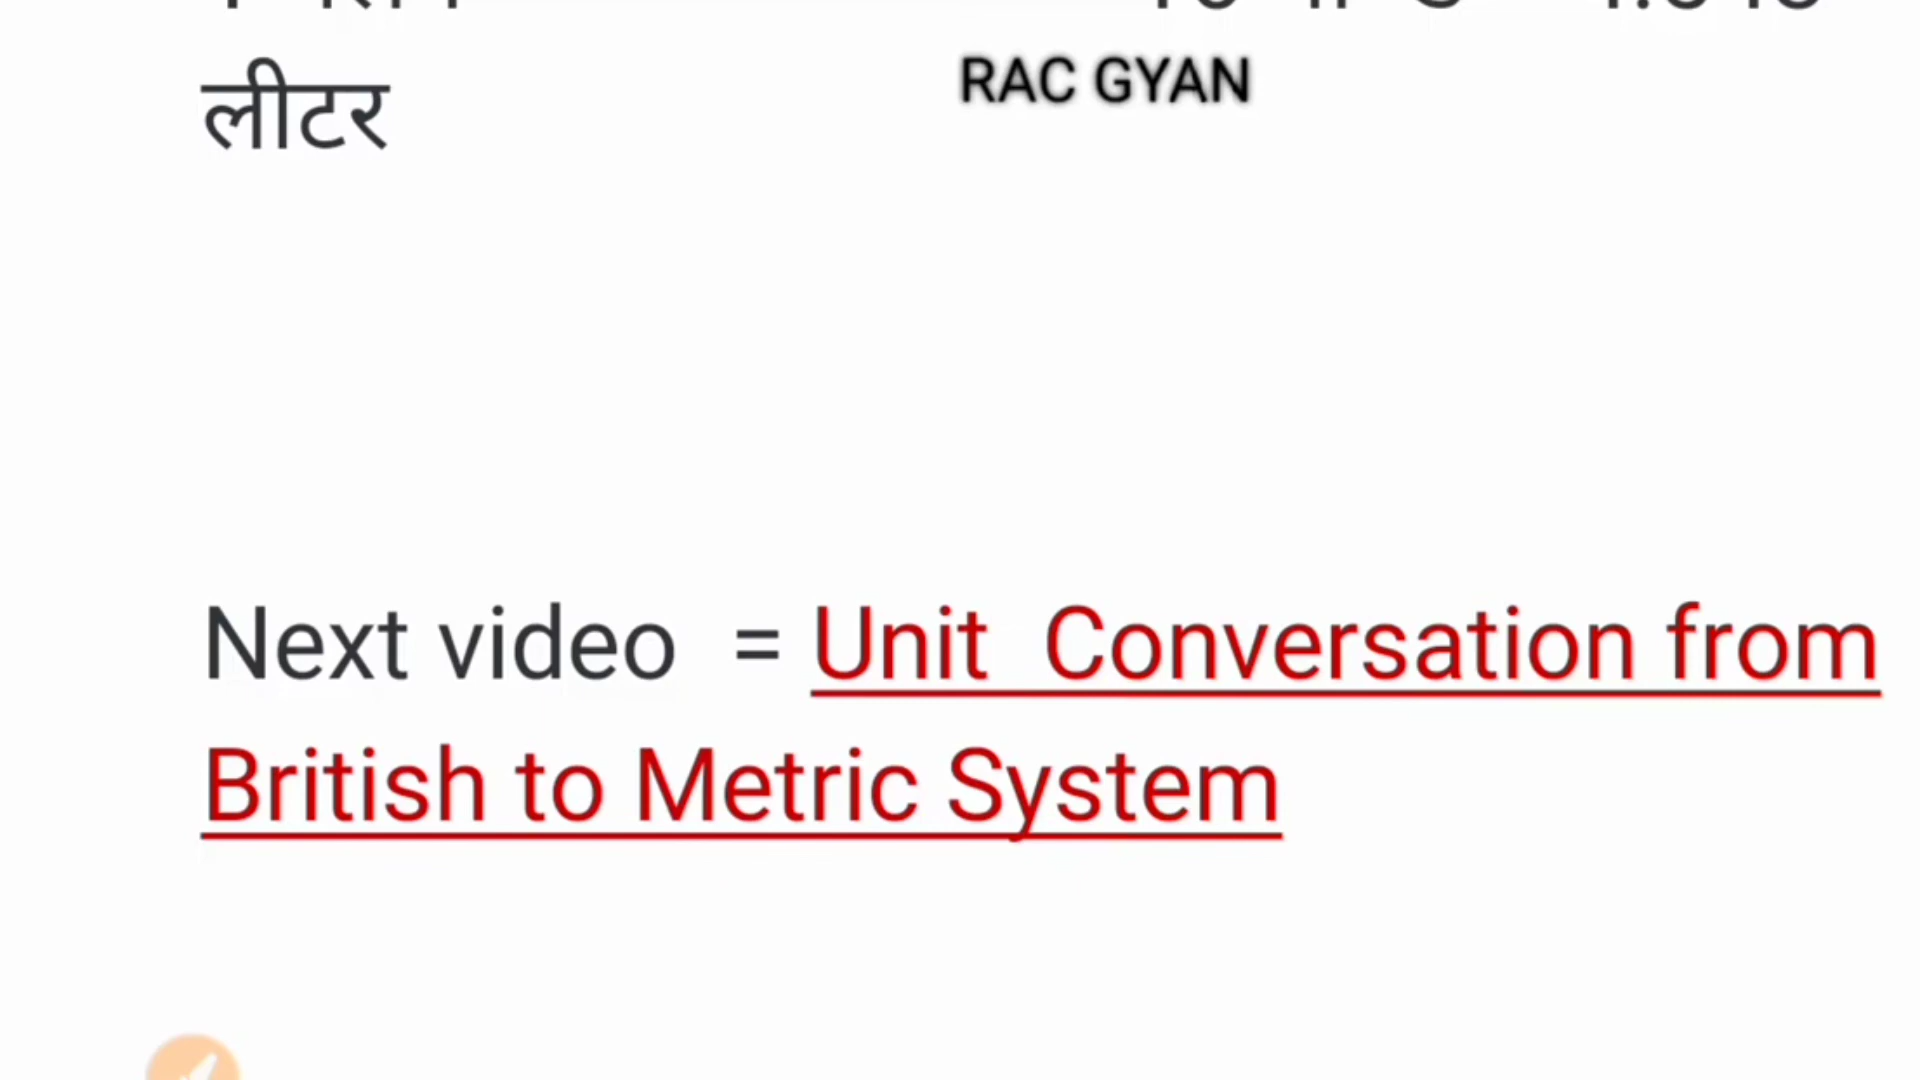 RAC GYAN
लीटर
Next video = Unit Conversation from
British to Metric System